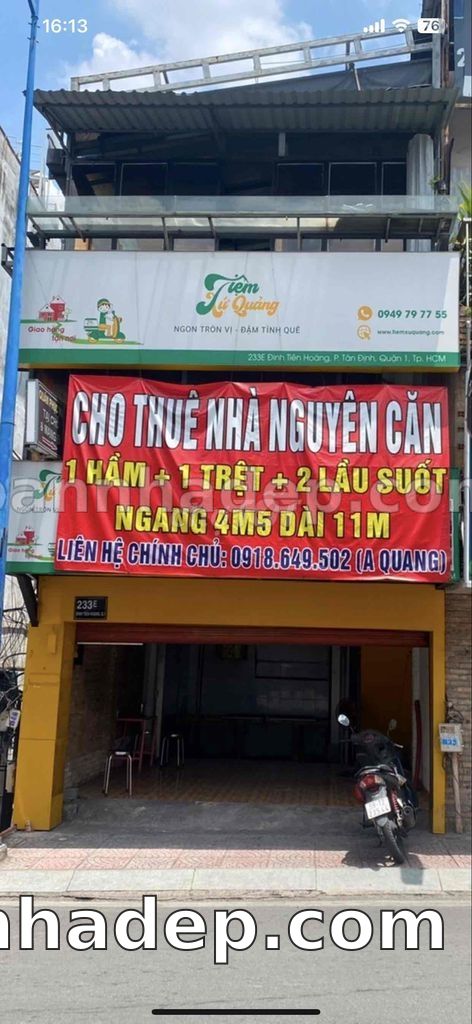 16:13
76
Tiệm
Xứ Quảng
NGON TRÒN VỊ - ĐẬM TÌNH QUÊ
Giao hàng
tận nơi
0949 79 77 55
233E Đinh Tiên Hoàng, P. Tân Định, Quận 1, Tp. HCM
CHO THUÊ NHÀ NGUYÊN CĂN
1 HẦM + 1 TRỆT + 2 LẦU SUỐT
NGANG 4M5 DÀI 11M
LIÊN HỆ CHÍNH CHỦ: 0918.649.502 (A QUANG)
233E
nhadep.com